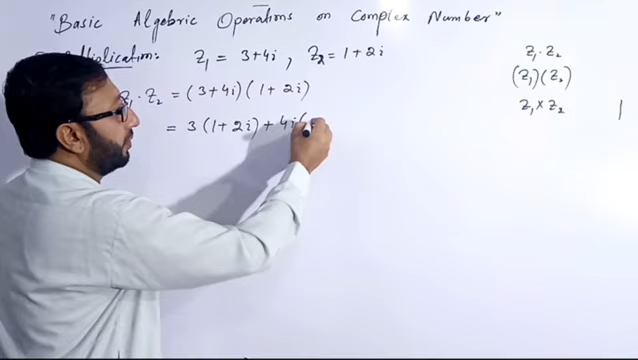 "Basic Algebric Operations on Complex Number"
Z₁ = 3+4i , Z₂ = 1+2i
Z₁ · Z₂ = (3+4i)(1+2i)
= 3(1+2i) + 4i(
Z₁ · Z₂
(Z₁)(Z₂)
Z₁ × Z₂